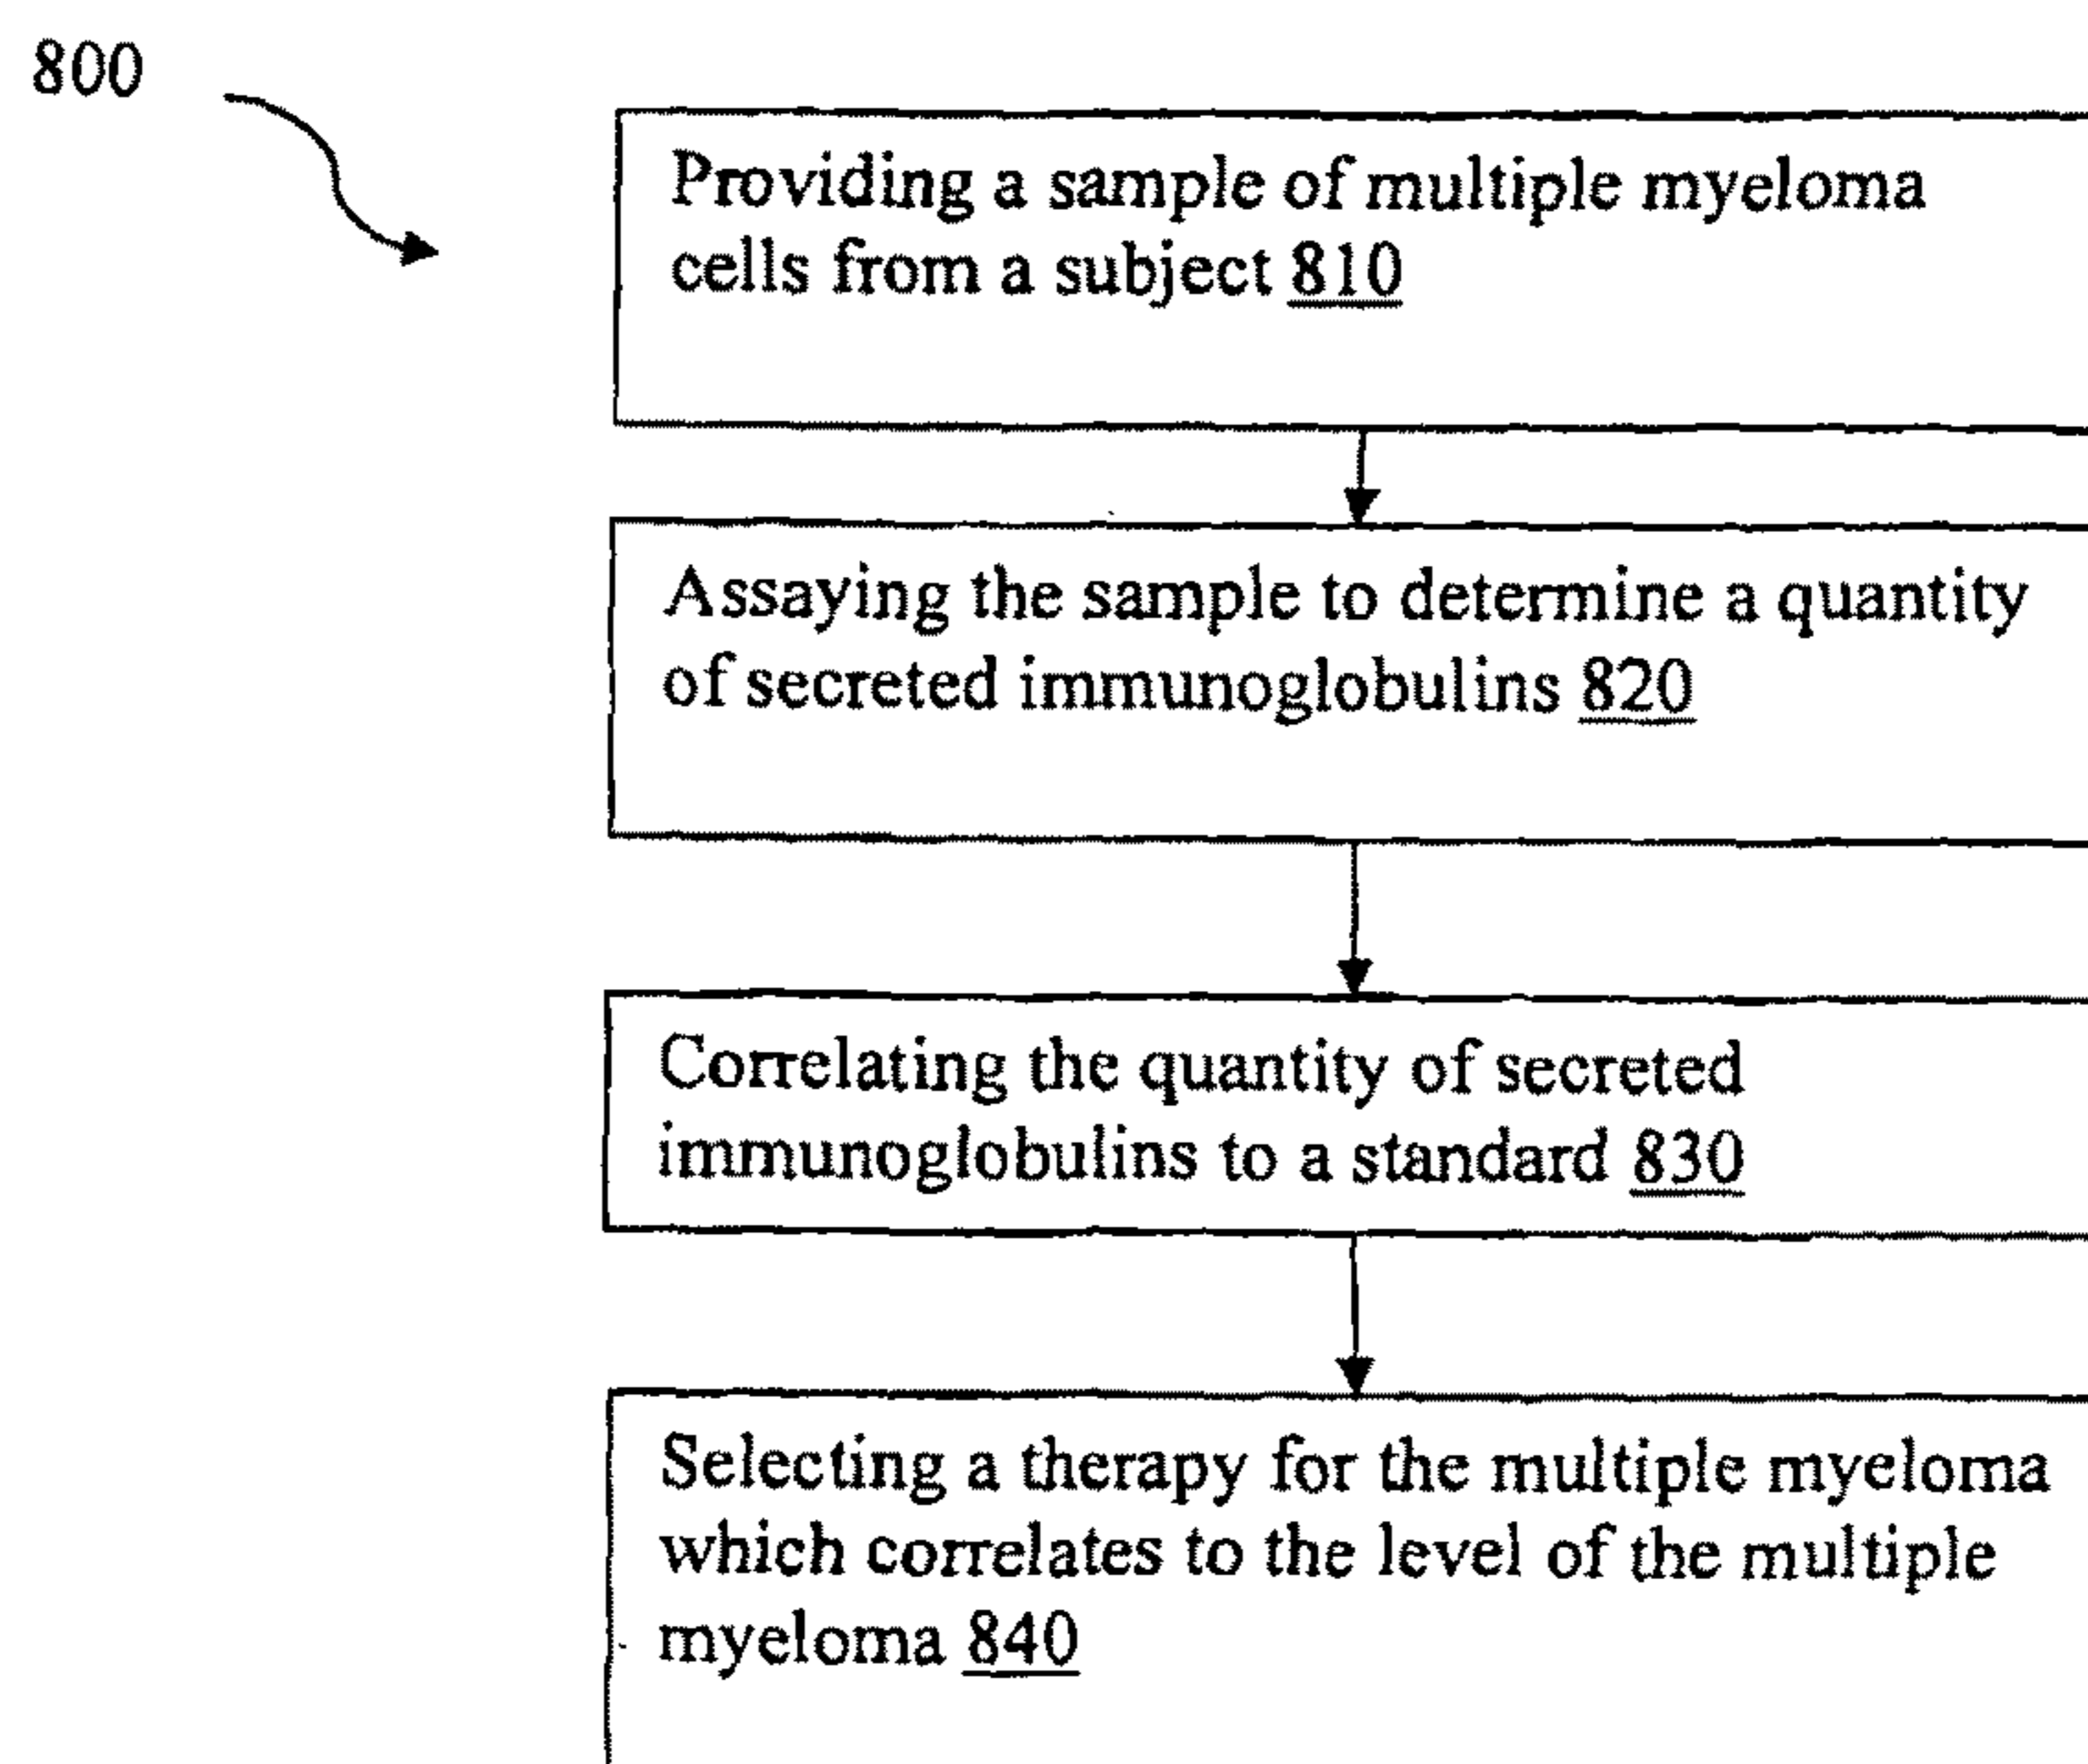 800
Providing a sample of multiple myeloma
cells from a subject 810
Assaying the sample to determine a quantity
of secreted immunoglobulins 820
Correlating the quantity of secreted
immunoglobulins to a standard 830
Selecting a therapy for the multiple myeloma
which correlates to the level of the multiple
myeloma 840